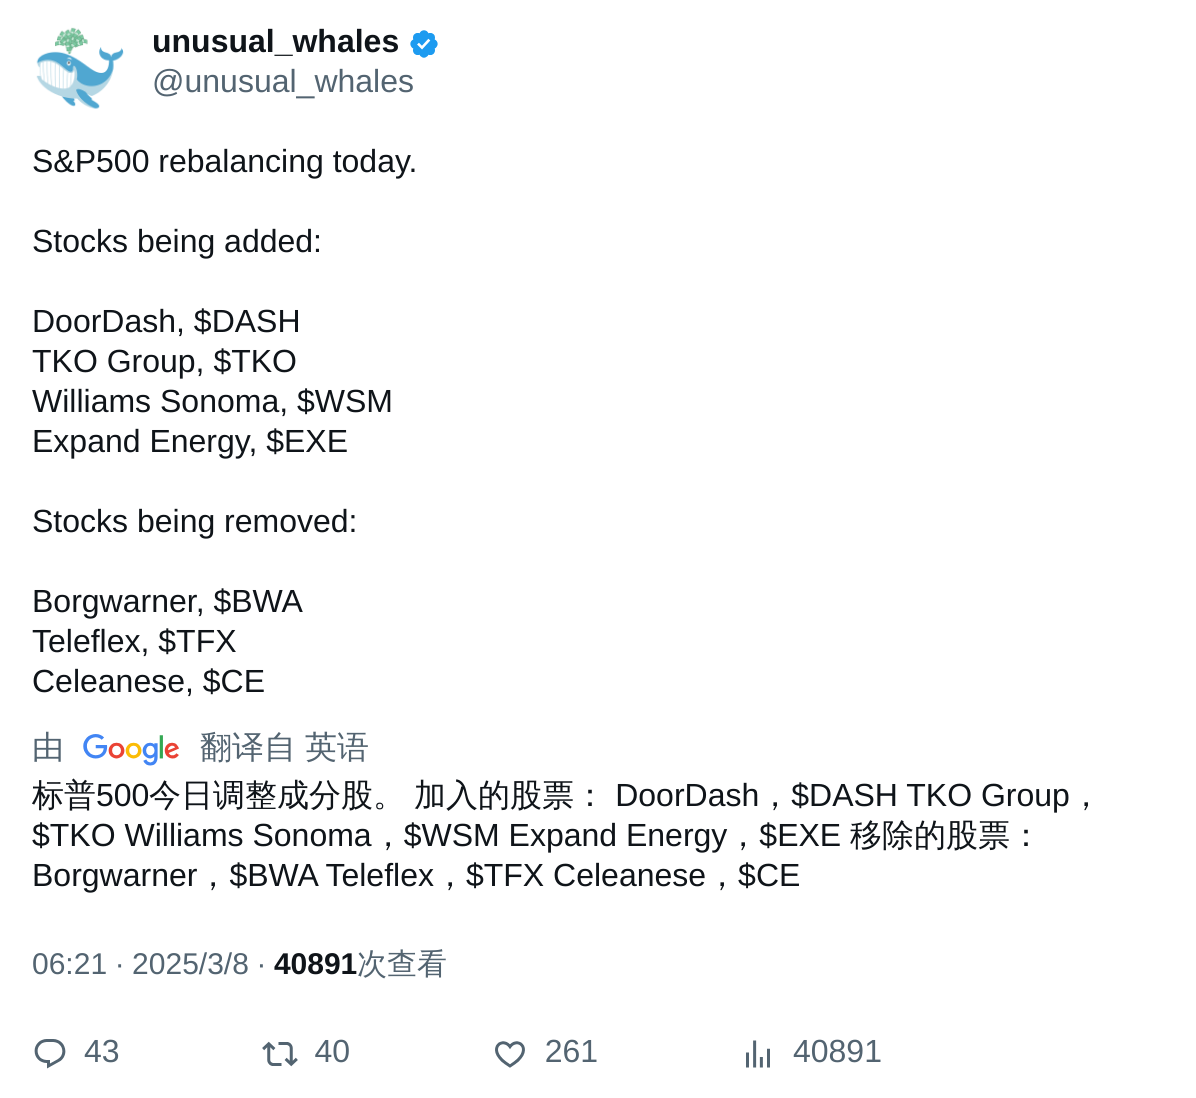 unusual_whales
@unusual_whales
S&P500 rebalancing today.
Stocks being added:
DoorDash, $DASH
TKO Group, $TKO
Williams Sonoma, $WSM
Expand Energy, $EXE
Stocks being removed:
Borgwarner, $BWA
Teleflex, $TFX
Celeanese, $CE
由 Google 翻译自 英语
标普500今日调整成分股。 加入的股票： DoorDash，$DASH TKO Group，
$TKO Williams Sonoma，$WSM Expand Energy，$EXE 移除的股票：
Borgwarner，$BWA Teleflex，$TFX Celeanese，$CE
06:21 · 2025/3/8 · 40891次查看
43 40 261 40891